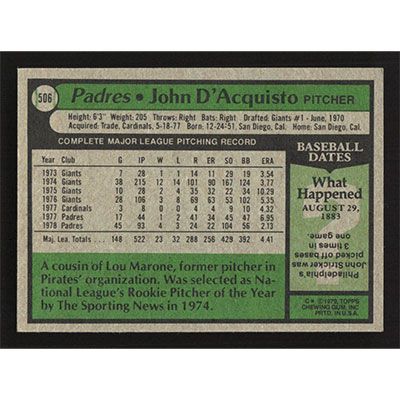 506
Padres • John D'Acquisto PITCHER
Height: 6'3" Weight: 205 Throws: Right Bats: Right Drafted: Giants #1 - June, 1970
Acquired: Trade, Cardinals, 5-18-77 Born: 12-24-51, San Diego, Cal. Home: San Diego, Cal.
COMPLETE MAJOR LEAGUE PITCHING RECORD
YEAR CLUB G IP W L R ER SO BB ERA
1973 Giants 7 28 1 1 14 11 29 19 3.54
1974 Giants 38 215 12 14 101 90 167 124 3.77
1975 Giants 10 28 2 4 35 32 22 34
1976 Giants 28 106 3 8 73 63 53 102 5.35
1977 Cardinals 3 8 0 0 4 4 9 10
1977 Padres 17 44 1 2 41 34 45 47 6.95
1978 Padres 45 93 4 3 24 22 104 56 2.13
Maj. Lea. Totals 148 522 23 32 288 256 429 392 4.41
A cousin of Lou Marone, former pitcher in
Pirates' organization. Was selected as Na-
tional League's Rookie Pitcher of the Year
by The Sporting News in 1974.
BASEBALL
DATES
What
Happened
AUGUST 29,
1883
?
Philadelphia's
John Stricker was
picked off bases
3 times in
one game.
© 1979, TOPPS
CHEWING GUM, INC
PRTD. IN U.S.A.